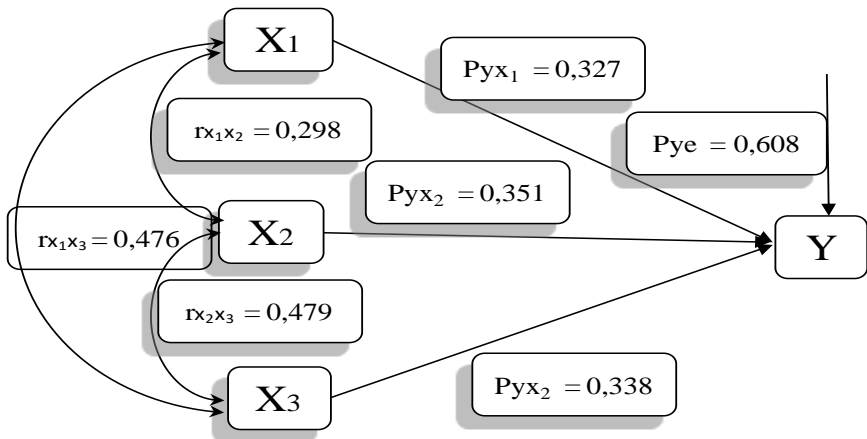 X₁
Pyx₁ = 0,327
rx₁x₂ = 0,298
Pye = 0,608
Pyx₂ = 0,351
rx₁x₃ = 0,476
X₂
Y
rx₂x₃ = 0,479
X₃
Pyx₂ = 0,338